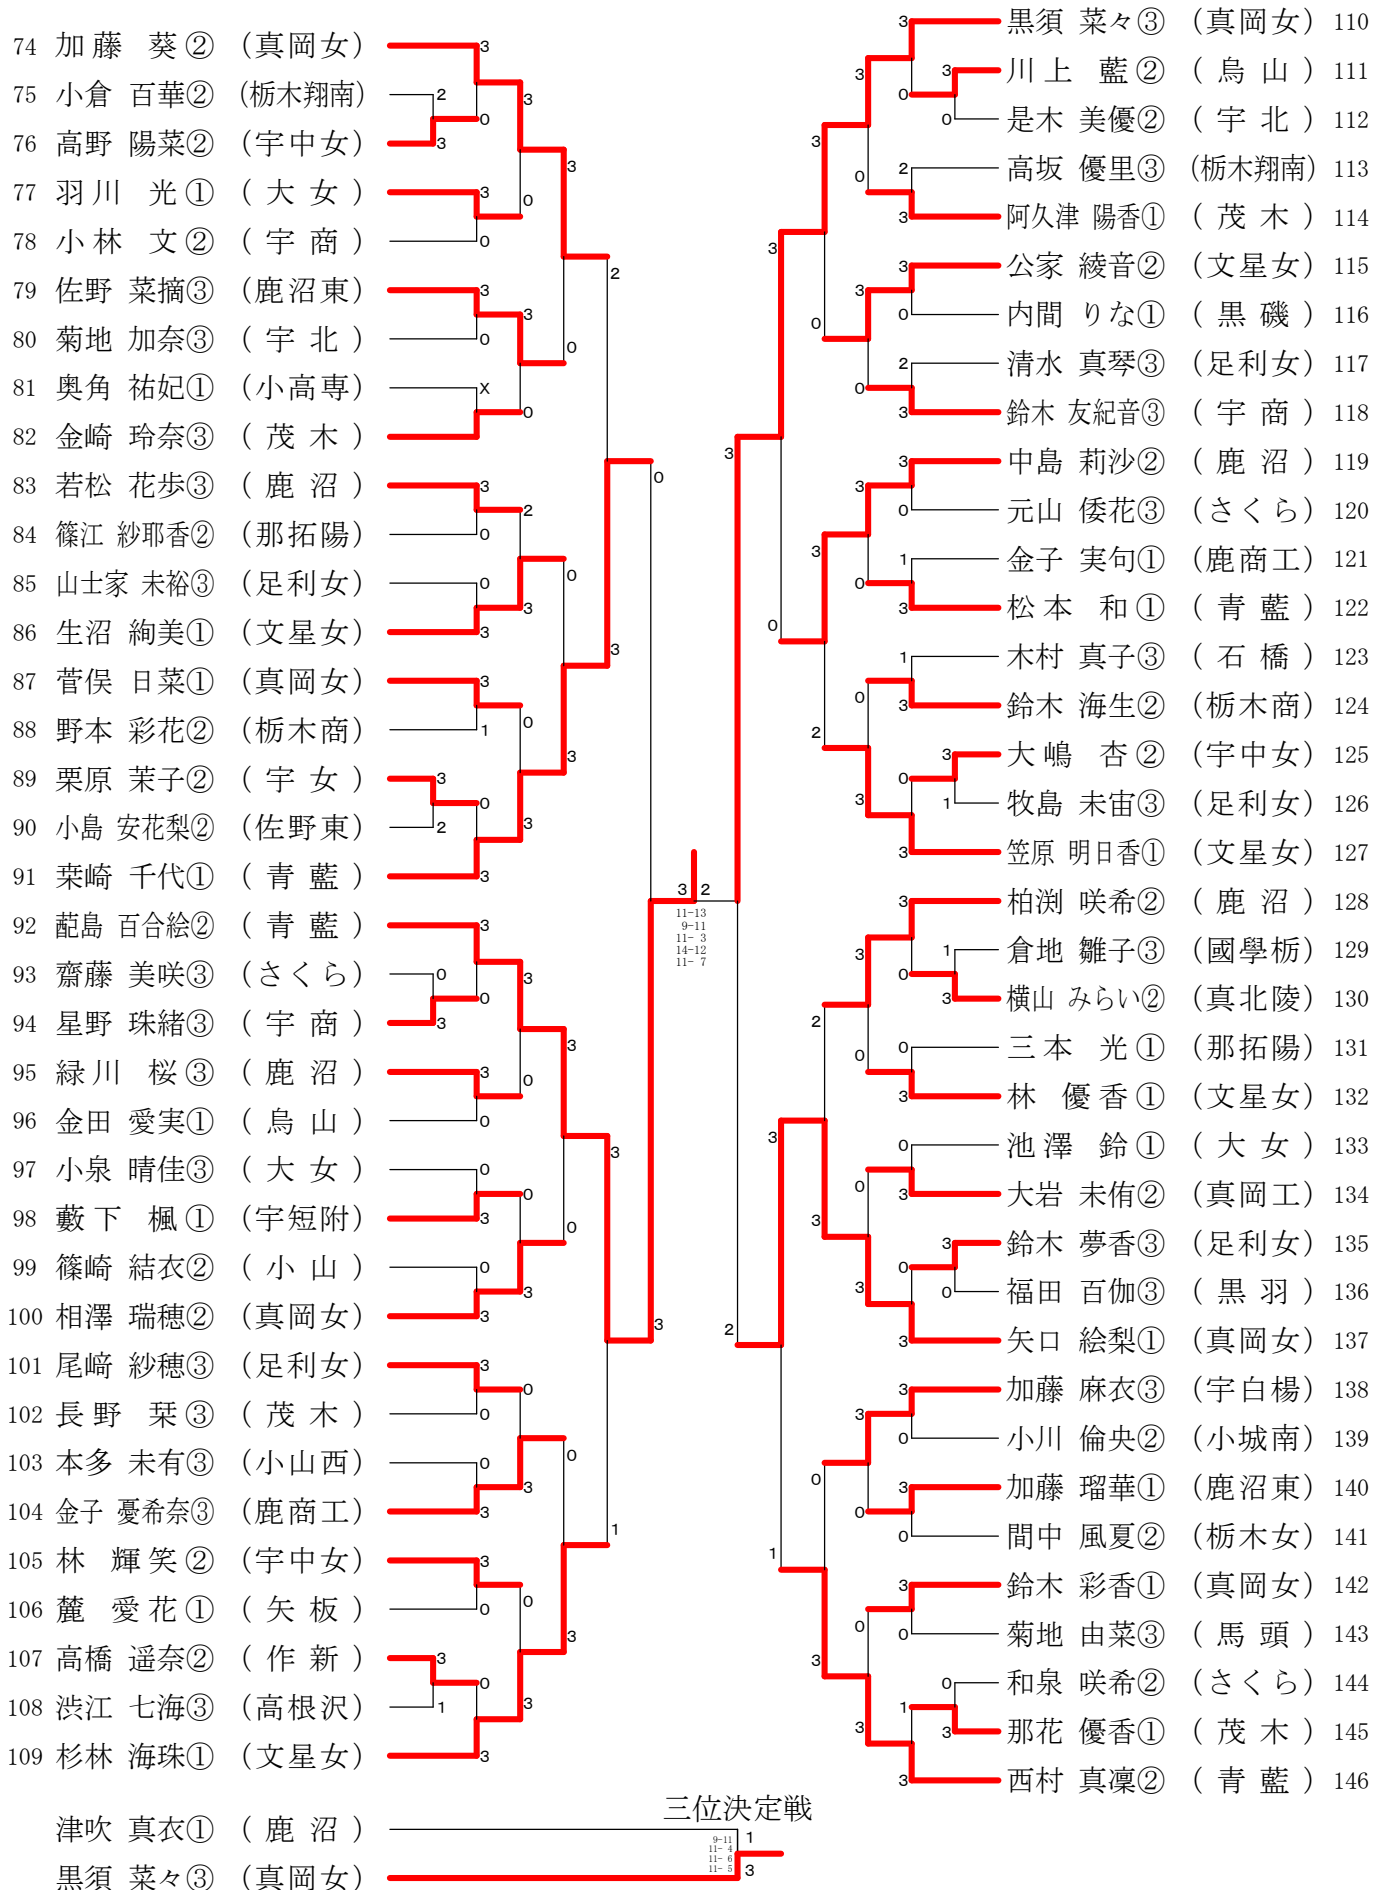 74 加藤 葵② (真岡女)
75 小倉 百華② (栃木翔南)
76 高野 陽菜② (宇中女)
77 羽川 光① (大女)
78 小林 文② (宇商)
79 佐野 菜摘③ (鹿沼東)
80 菊地 加奈③ (宇北)
81 奥角 祐妃① (小高専)
82 金崎 玲奈③ (茂木)
83 若松 花歩③ (鹿沼)
84 篠江 紗耶香② (那拓陽)
85 山士家 未裕③ (足利女)
86 生沼 絢美① (文星女)
87 菅俣 日菜① (真岡女)
88 野本 彩花② (栃木商)
89 栗原 茉子② (宇女)
90 小島 安花梨② (佐野東)
91 桒崎 千代① (青藍)
92 蓜島 百合絵② (青藍)
93 齋藤 美咲③ (さくら)
94 星野 珠緒③ (宇商)
95 緑川 桜③ (鹿沼)
96 金田 愛実① (烏山)
97 小泉 晴佳③ (大女)
98 藪下 楓① (宇短附)
99 篠崎 結衣② (小山)
100 相澤 瑞穂② (真岡女)
101 尾﨑 紗穂③ (足利女)
102 長野 栞③ (茂木)
103 本多 未有③ (小山西)
104 金子 憂希奈③ (鹿商工)
105 林 輝笑② (宇中女)
106 麓 愛花① (矢板)
107 高橋 遥奈② (作新)
108 渋江 七海③ (高根沢)
109 杉林 海珠① (文星女)
3 2
11-13
9-11
11- 3
14-12
11- 7
黒須 菜々③ (真岡女) 110
川上 藍② (烏山) 111
是木 美優② (宇北) 112
高坂 優里③ (栃木翔南) 113
阿久津 陽香① (茂木) 114
公家 綾音② (文星女) 115
内間 りな① (黒磯) 116
清水 真琴③ (足利女) 117
鈴木 友紀音③ (宇商) 118
中島 莉沙② (鹿沼) 119
元山 倭花③ (さくら) 120
金子 実句① (鹿商工) 121
松本 和① (青藍) 122
木村 真子③ (石橋) 123
鈴木 海生② (栃木商) 124
大嶋 杏② (宇中女) 125
牧島 未宙③ (足利女) 126
笠原 明日香① (文星女) 127
柏渕 咲希② (鹿沼) 128
倉地 雛子③ (國學栃) 129
横山 みらい② (真北陵) 130
三本 光① (那拓陽) 131
林 優香① (文星女) 132
池澤 鈴① (大女) 133
大岩 未侑② (真岡工) 134
鈴木 夢香③ (足利女) 135
福田 百伽③ (黒羽) 136
矢口 絵梨① (真岡女) 137
加藤 麻衣③ (宇白楊) 138
小川 倫央② (小城南) 139
加藤 瑠華① (鹿沼東) 140
間中 風夏② (栃木女) 141
鈴木 彩香① (真岡女) 142
菊地 由菜③ (馬頭) 143
和泉 咲希② (さくら) 144
那花 優香① (茂木) 145
西村 真凜② (青藍) 146
三位決定戦
津吹 真衣① (鹿沼) 1
9-11
11- 4
11- 6
11- 5
黒須 菜々③ (真岡女) 3